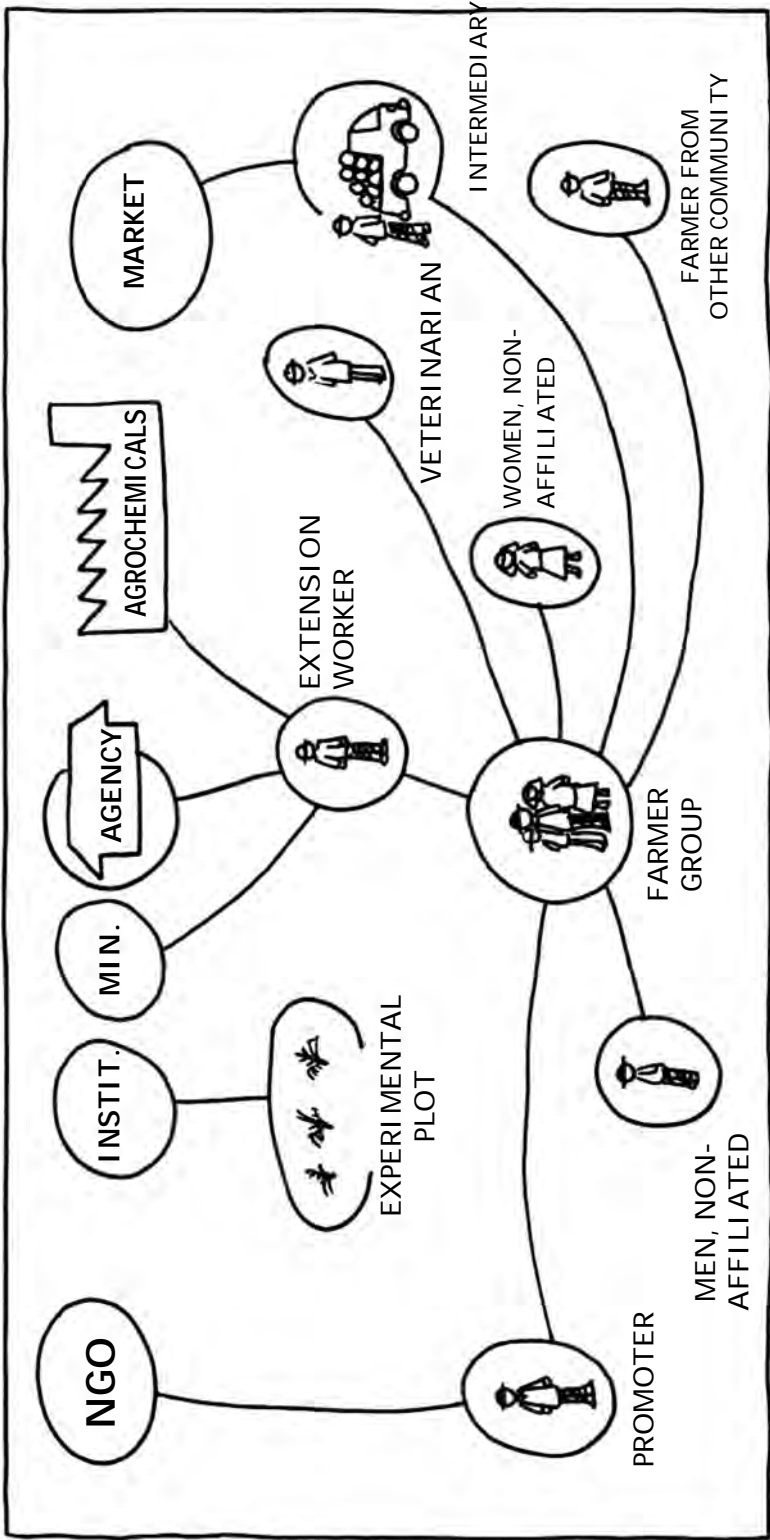 NGO
INSTIT.
MIN.
AGENCY
AGROCHEMICALS
MARKET
EXPERIMENTAL
PLOT
EXTENSION
WORKER
VETERINARIAN
INTERMEDIARY
WOMEN, NON-
AFFILIATED
PROMOTER
FARMER
GROUP
MEN, NON-
AFFILIATED
FARMER FROM
OTHER COMMUNITY